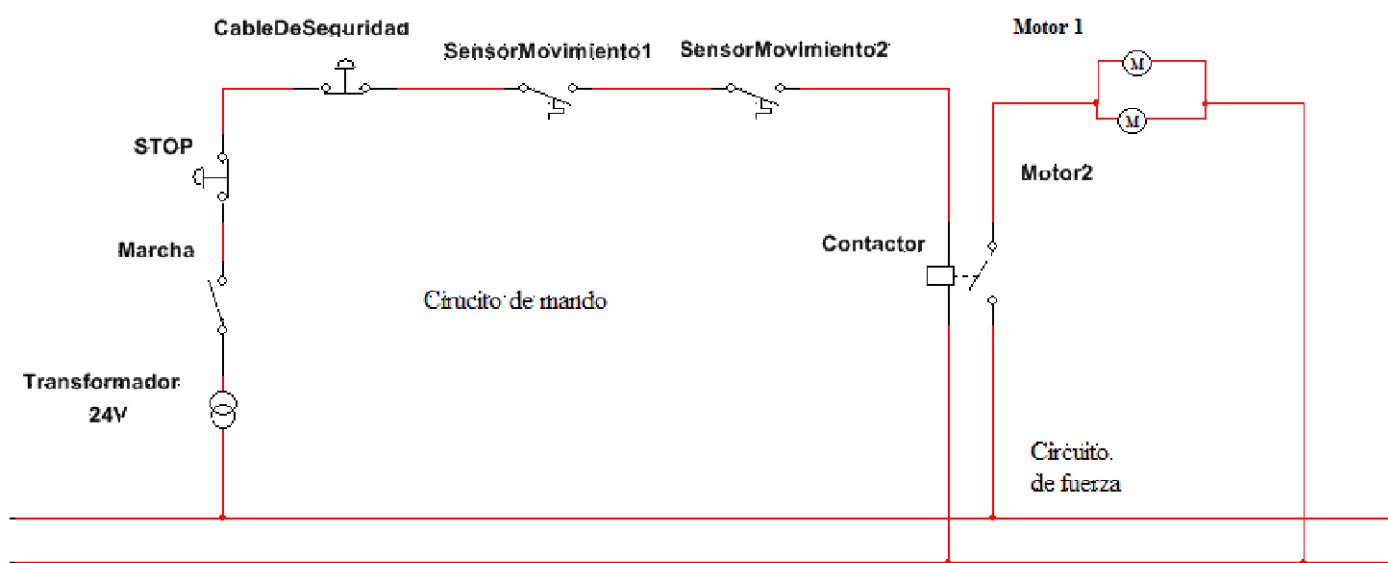 CableDeSeguridad
SensorMovimiento1
SensorMovimiento2
Motor 1
M
M
STOP
Motor2
Marcha
Contactor
Cirucito de mando
Transformador
24V
Circuito.
de fuerza